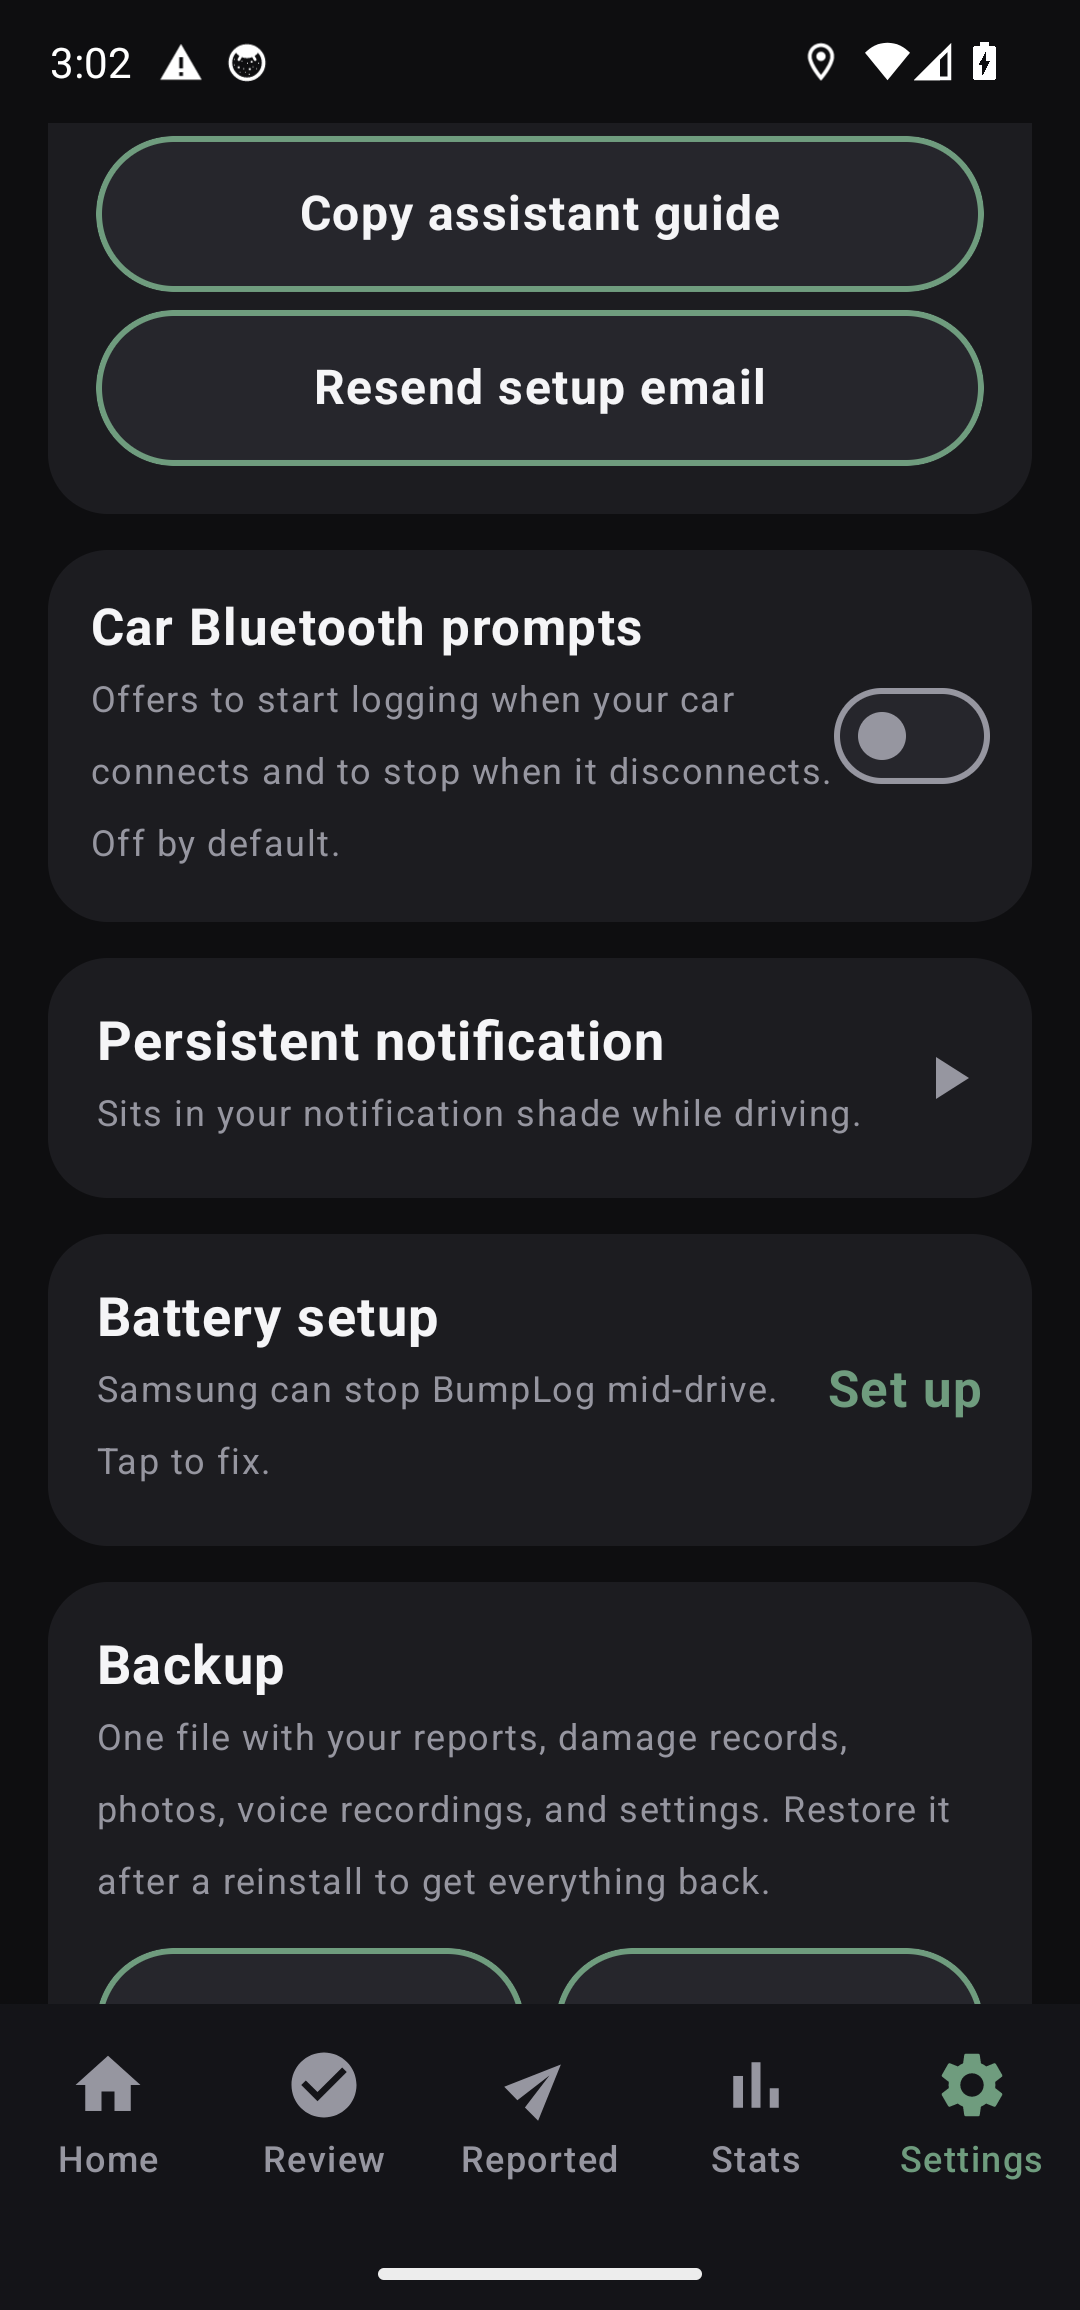 3:02
Copy assistant guide
Resend setup email
Car Bluetooth prompts
Offers to start logging when your car
connects and to stop when it disconnects.
Off by default.
Persistent notification
Sits in your notification shade while driving.
Battery setup
Samsung can stop BumpLog mid-drive.
Tap to fix.
Set up
Backup
One file with your reports, damage records,
photos, voice recordings, and settings. Restore it
after a reinstall to get everything back.
Home
Review
Reported
Stats
Settings